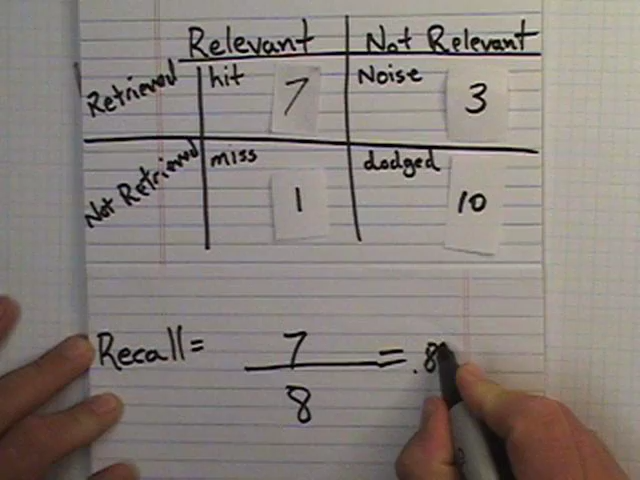 Relevant Not Relevant
Retrieved hit 7 Noise 3
Not Retrieved miss 1 dodged 10
Recall = 7
8
= .8